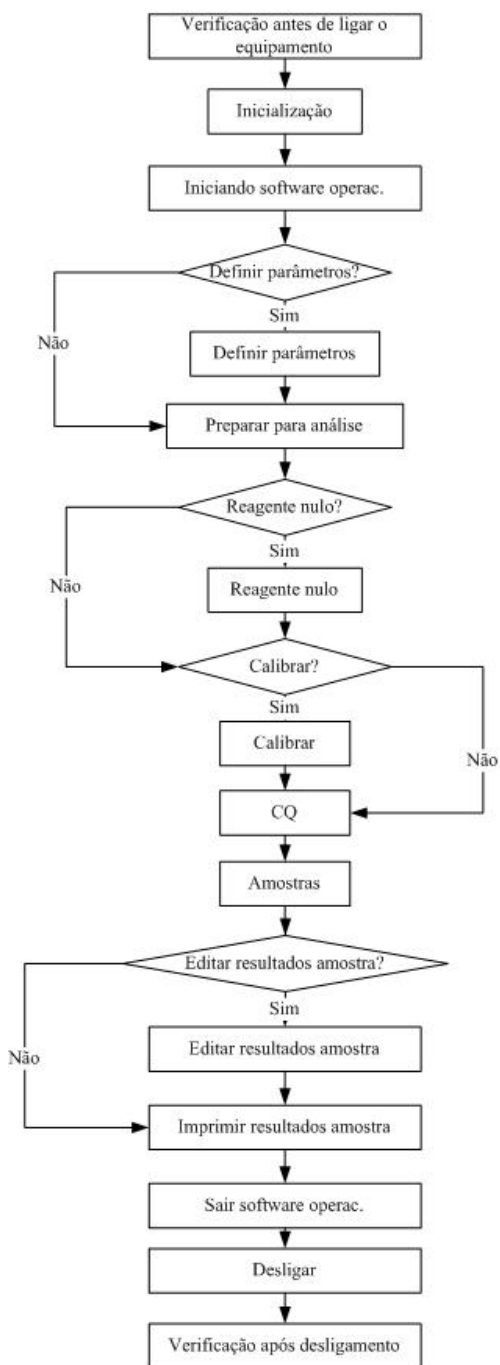 Verificação antes de ligar o
equipamento
Inicialização
Iniciando software operac.
Definir parâmetros?
Sim
Não
Definir parâmetros
Preparar para análise
Reagente nulo?
Sim
Não
Reagente nulo
Calibrar?
Sim
Calibrar
Não
CQ
Amostras
Editar resultados amostra?
Sim
Editar resultados amostra
Não
Imprimir resultados amostra
Sair software operac.
Desligar
Verificação após desligamento